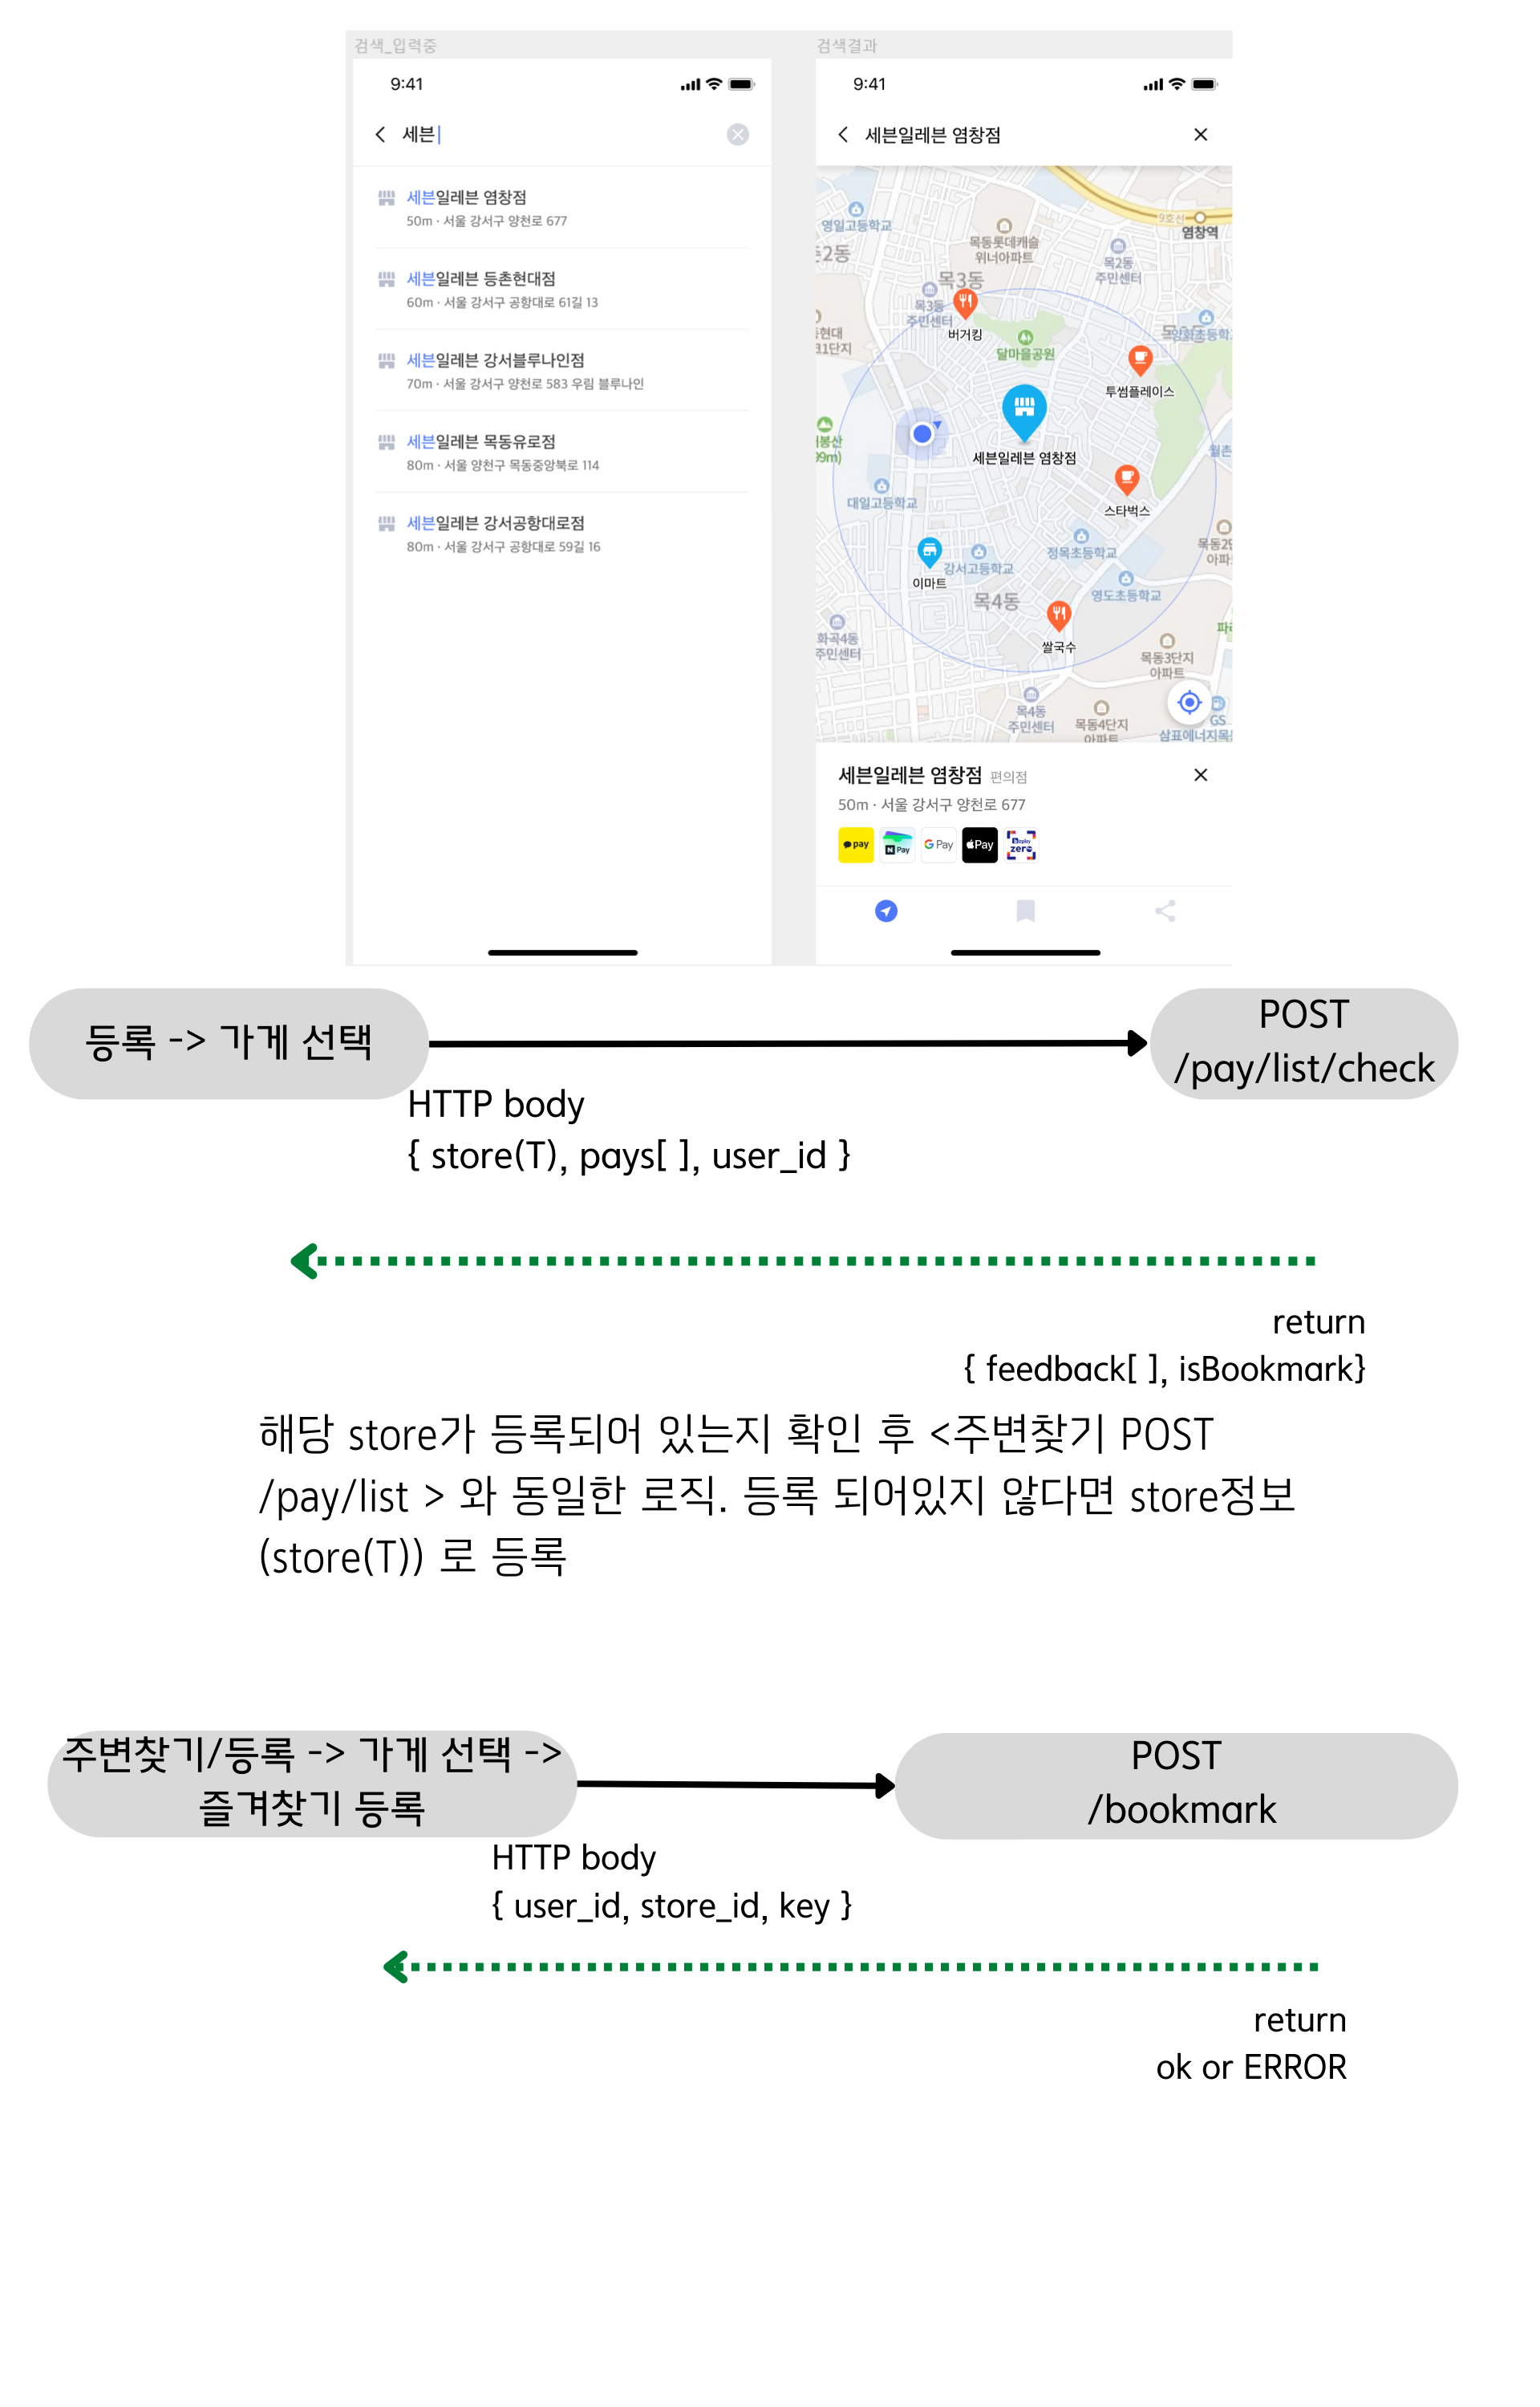 검색_입력중
9:41
세븐
세븐일레븐 염창점
50m · 서울 강서구 양천로 677
세븐일레븐 등촌현대점
60m · 서울 강서구 공항대로 61길 13
세븐일레븐 강서블루나인점
70m · 서울 강서구 양천로 583 우림 블루나인
세븐일레븐 목동유로점
80m · 서울 양천구 목동중앙북로 114
세븐일레븐 강서공항대로점
80m · 서울 강서구 공항대로 59길 16
검색결과
9:41
세븐일레븐 염창점
영일고등학교
9호선
염창역
목동롯데캐슬
위너아파트
2동
목2동
주민센터
목3동
목3동
주민센터
버거킹
달마을공원
현대
1단지
양화초등학교
투썸플레이스
봉산
99m)
세븐일레븐 염창점
월촌
대일고등학교
스타벅스
정목초등학교
목동2단
아파
강서고등학교
이마트
목4동
영도초등학교
쌀국수
화곡4동
주민센터
목동3단지
아파트
목4동
주민센터
목동4단지
아파트
GS
삼표에너지목동
세븐일레븐 염창점 편의점
50m · 서울 강서구 양천로 677
pay
N Pay
G Pay
Pay
zero
등록 -> 가게 선택
POST
/pay/list/check
HTTP body
{ store(T), pays[ ], user_id }
return
{ feedback[ ], isBookmark}
해당 store가 등록되어 있는지 확인 후 <주변찾기 POST
/pay/list > 와 동일한 로직. 등록 되어있지 않다면 store정보
(store(T)) 로 등록
주변찾기/등록 -> 가게 선택 ->
즐겨찾기 등록
POST
/bookmark
HTTP body
{ user_id, store_id, key }
return
ok or ERROR